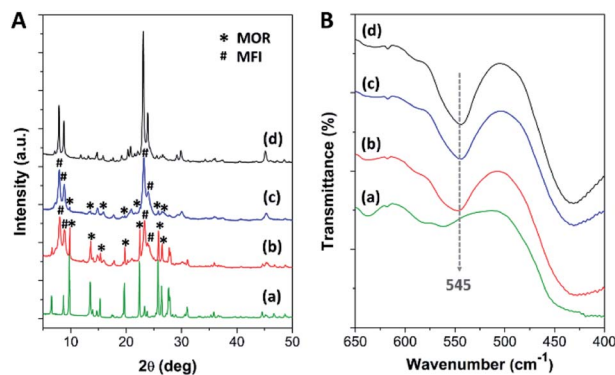 A
* MOR
# MFI
(d)
#
#
#
(c)
*
*
*
*
*
*
*
#
#
#
#
(b)
*
*
*
*
*
*
*
#
#
#
#
(a)
Intensity (a.u.)
5 10 20 30 40 50
2θ (deg)
B
(d)
(c)
(b)
(a)
545
Transmittance (%)
650 600 550 500 450 400
Wavenumber (cm⁻¹)